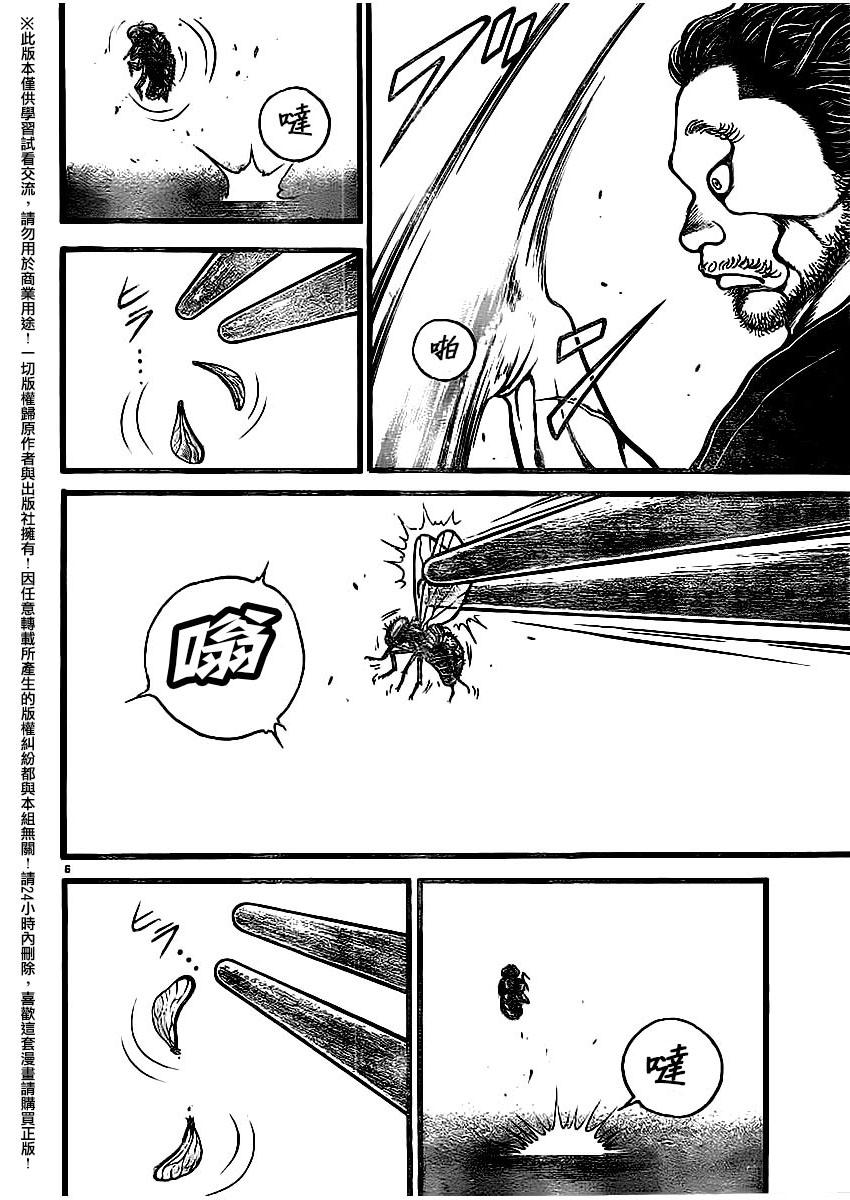 ババッ
啪
噠
ヒラ…
嗡
6
噠
ヒラ…
※此版本僅供學習試看交流，請勿用於商業用途！一切版權歸原作者與出版社擁有！因任意轉載所產生的版權糾紛都與本組無關！請24小時內刪除，喜歡這套漫畫請購買正版！